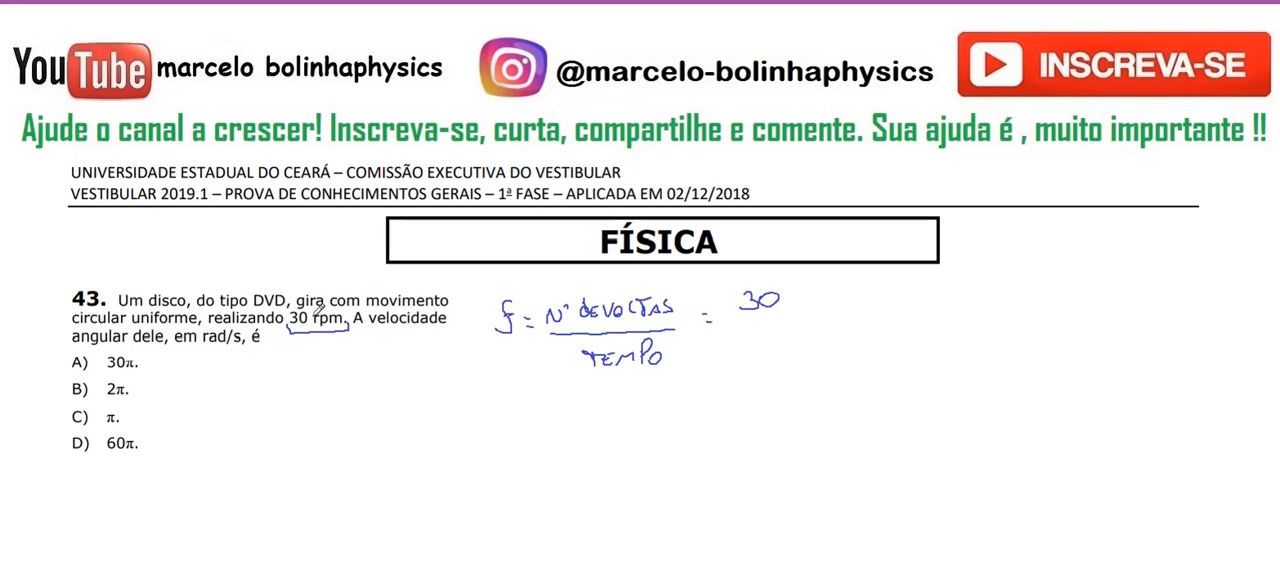 YouTube marcelo bolinhaphysics @marcelo-bolinhaphysics INSCREVA-SE
Ajude o canal a crescer! Inscreva-se, curta, compartilhe e comente. Sua ajuda é , muito importante !!
UNIVERSIDADE ESTADUAL DO CEARÁ – COMISSÃO EXECUTIVA DO VESTIBULAR
VESTIBULAR 2019.1 – PROVA DE CONHECIMENTOS GERAIS – 1ª FASE – APLICADA EM 02/12/2018
FÍSICA
43. Um disco, do tipo DVD, gira com movimento
circular uniforme, realizando 30 rpm. A velocidade
angular dele, em rad/s, é
A) 30π.
B) 2π.
C) π.
D) 60π.
f = Nº DE VOLTAS = 30
TEMPO